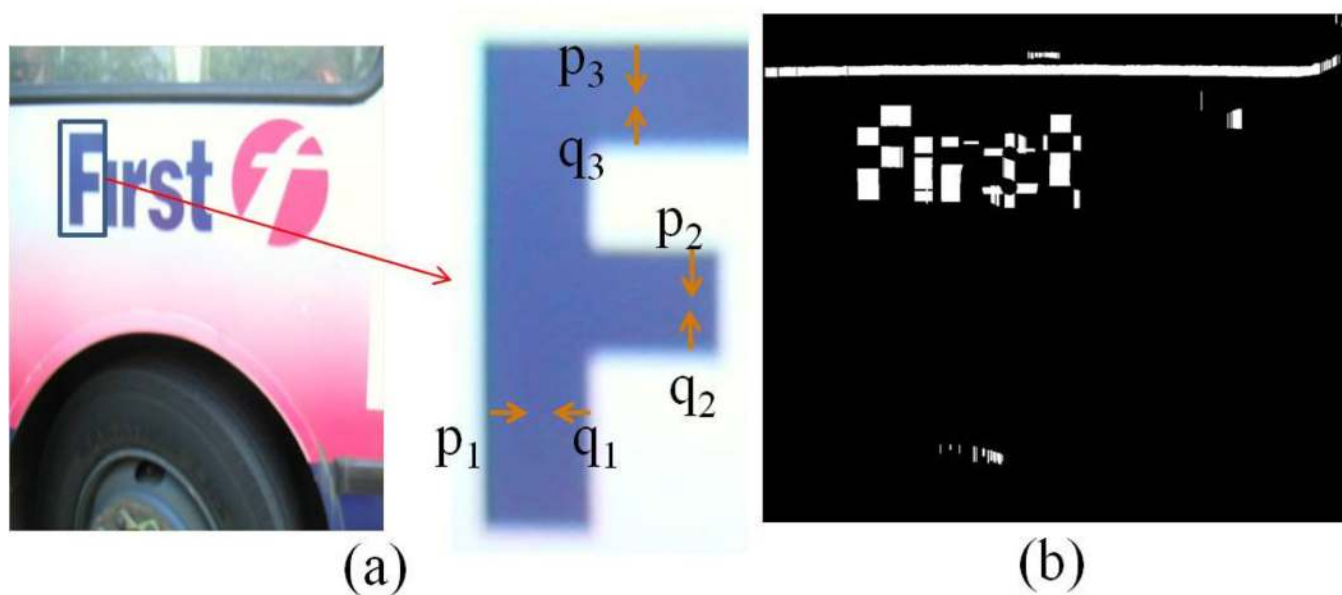 First f
p₃
q₃
p₂
q₂
p₁ q₁
(a) (b)